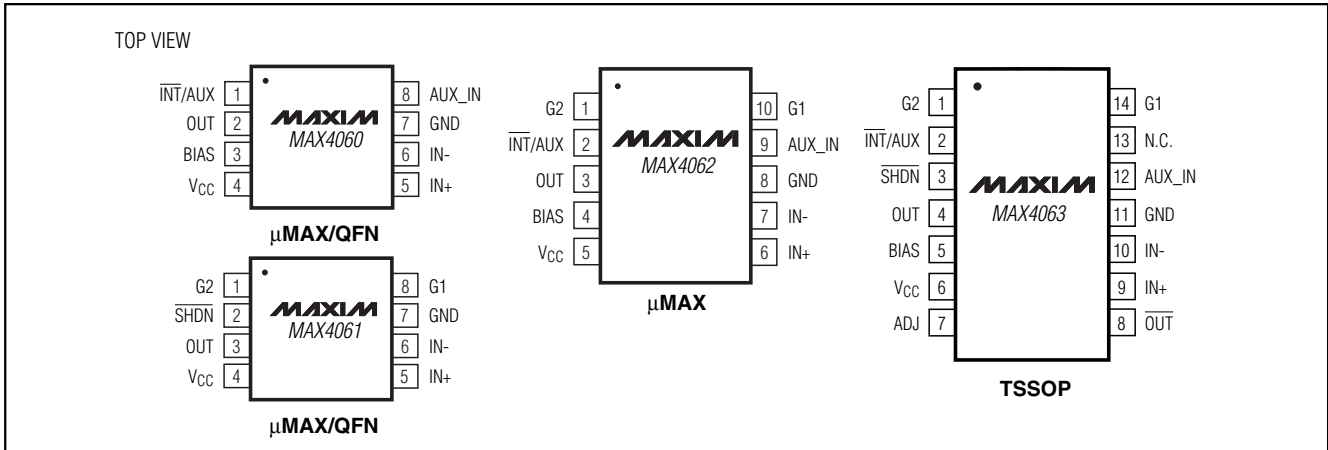 TOP VIEW
INT/AUX 1 8 AUX_IN
OUT 2 7 GND
BIAS 3 6 IN-
VCC 4 5 IN+
MAXIM
MAX4060
µMAX/QFN
G2 1 8 G1
SHDN 2 7 GND
OUT 3 6 IN-
VCC 4 5 IN+
MAXIM
MAX4061
µMAX/QFN
G2 1 10 G1
INT/AUX 2 9 AUX_IN
OUT 3 8 GND
BIAS 4 7 IN-
VCC 5 6 IN+
MAXIM
MAX4062
µMAX
G2 1 14 G1
INT/AUX 2 13 N.C.
SHDN 3 12 AUX_IN
OUT 4 11 GND
BIAS 5 10 IN-
VCC 6 9 IN+
ADJ 7 8 OUT
MAXIM
MAX4063
TSSOP